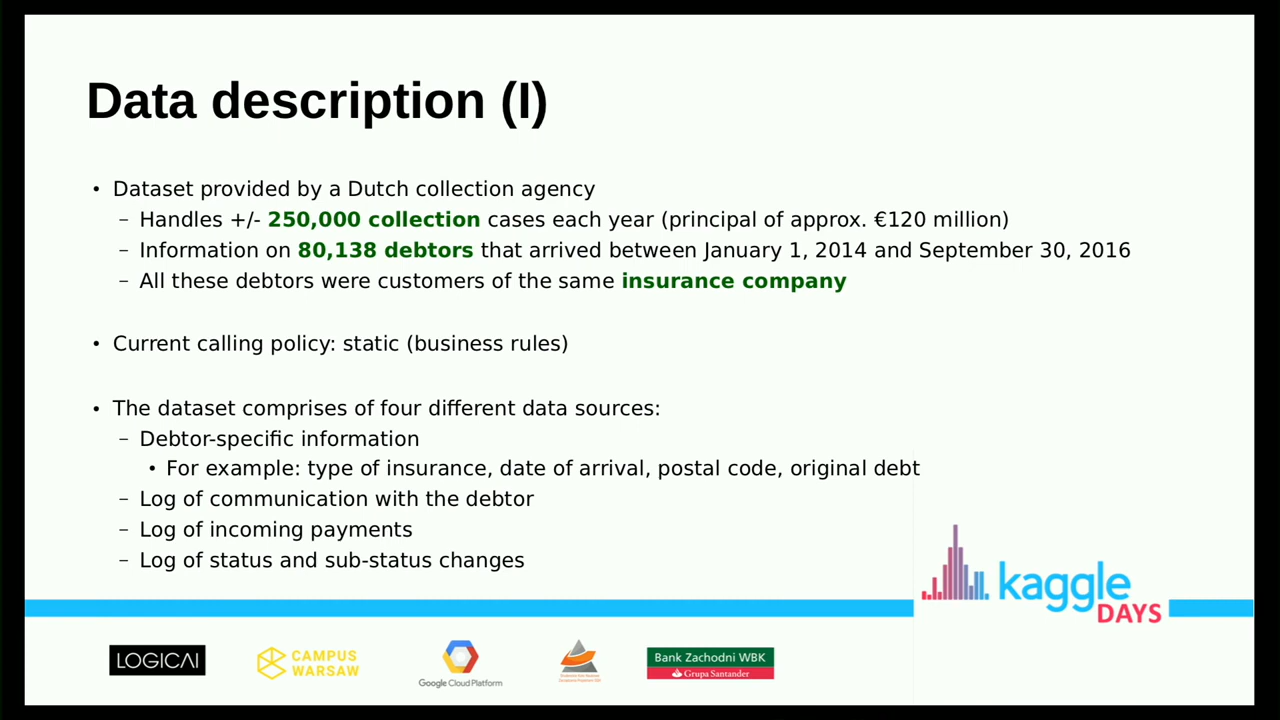 Data description (I)
• Dataset provided by a Dutch collection agency
– Handles +/- 250,000 collection cases each year (principal of approx. €120 million)
– Information on 80,138 debtors that arrived between January 1, 2014 and September 30, 2016
– All these debtors were customers of the same insurance company
• Current calling policy: static (business rules)
• The dataset comprises of four different data sources:
– Debtor-specific information
• For example: type of insurance, date of arrival, postal code, original debt
– Log of communication with the debtor
– Log of incoming payments
– Log of status and sub-status changes
kaggle
DAYS
LOGICAI
CAMPUS
WARSAW
Google Cloud Platform
Bank Zachodni WBK
Grupa Santander